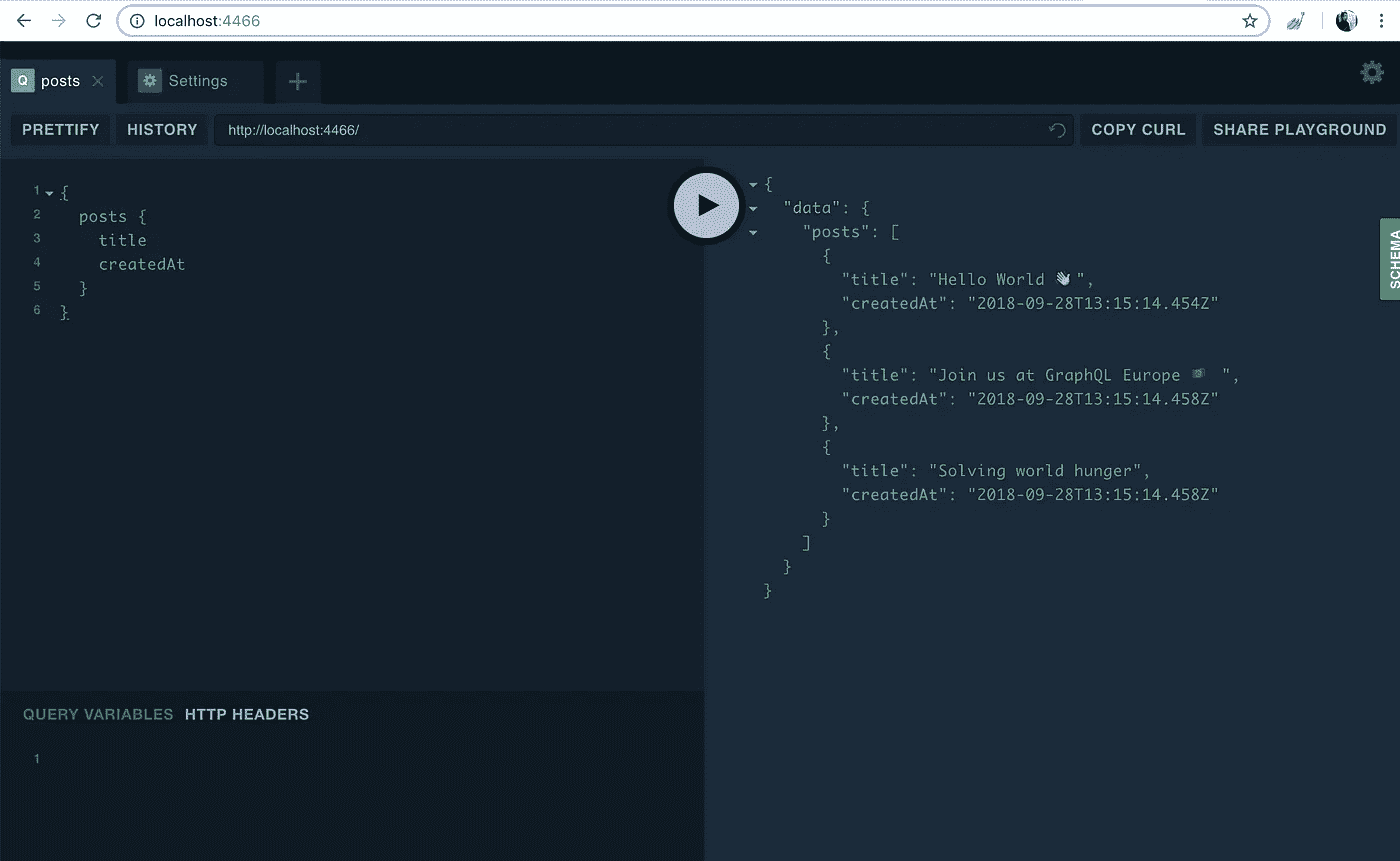 localhost:4466
Q posts Settings
PRETTIFY HISTORY http://localhost:4466/ COPY CURL SHARE PLAYGROUND
1 {
2 posts {
3 title
4 createdAt
5 }
6 }
{
"data": {
"posts": [
{
"title": "Hello World 👋",
"createdAt": "2018-09-28T13:15:14.454Z"
},
{
"title": "Join us at GraphQL Europe ",
"createdAt": "2018-09-28T13:15:14.458Z"
},
{
"title": "Solving world hunger",
"createdAt": "2018-09-28T13:15:14.458Z"
}
]
}
}
SCHEMA
QUERY VARIABLES HTTP HEADERS
1